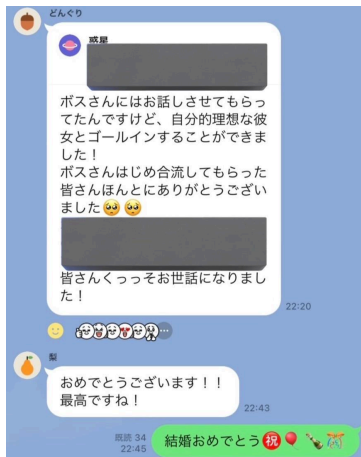 どんぐり
惑星
ボスさんにはお話しさせてもらっ
てたんですけど、自分的理想な彼
女とゴールインすることができま
した！
ボスさんはじめ合流してもらった
皆さんほんとにありがとうござい
ました🥺🥺
皆さんくっっそお世話になりまし
た！
22:20
梨
おめでとうございます！！
最高ですね！
22:43
既読 34
22:45
結婚おめでとう㊗️🎈🍾🎊